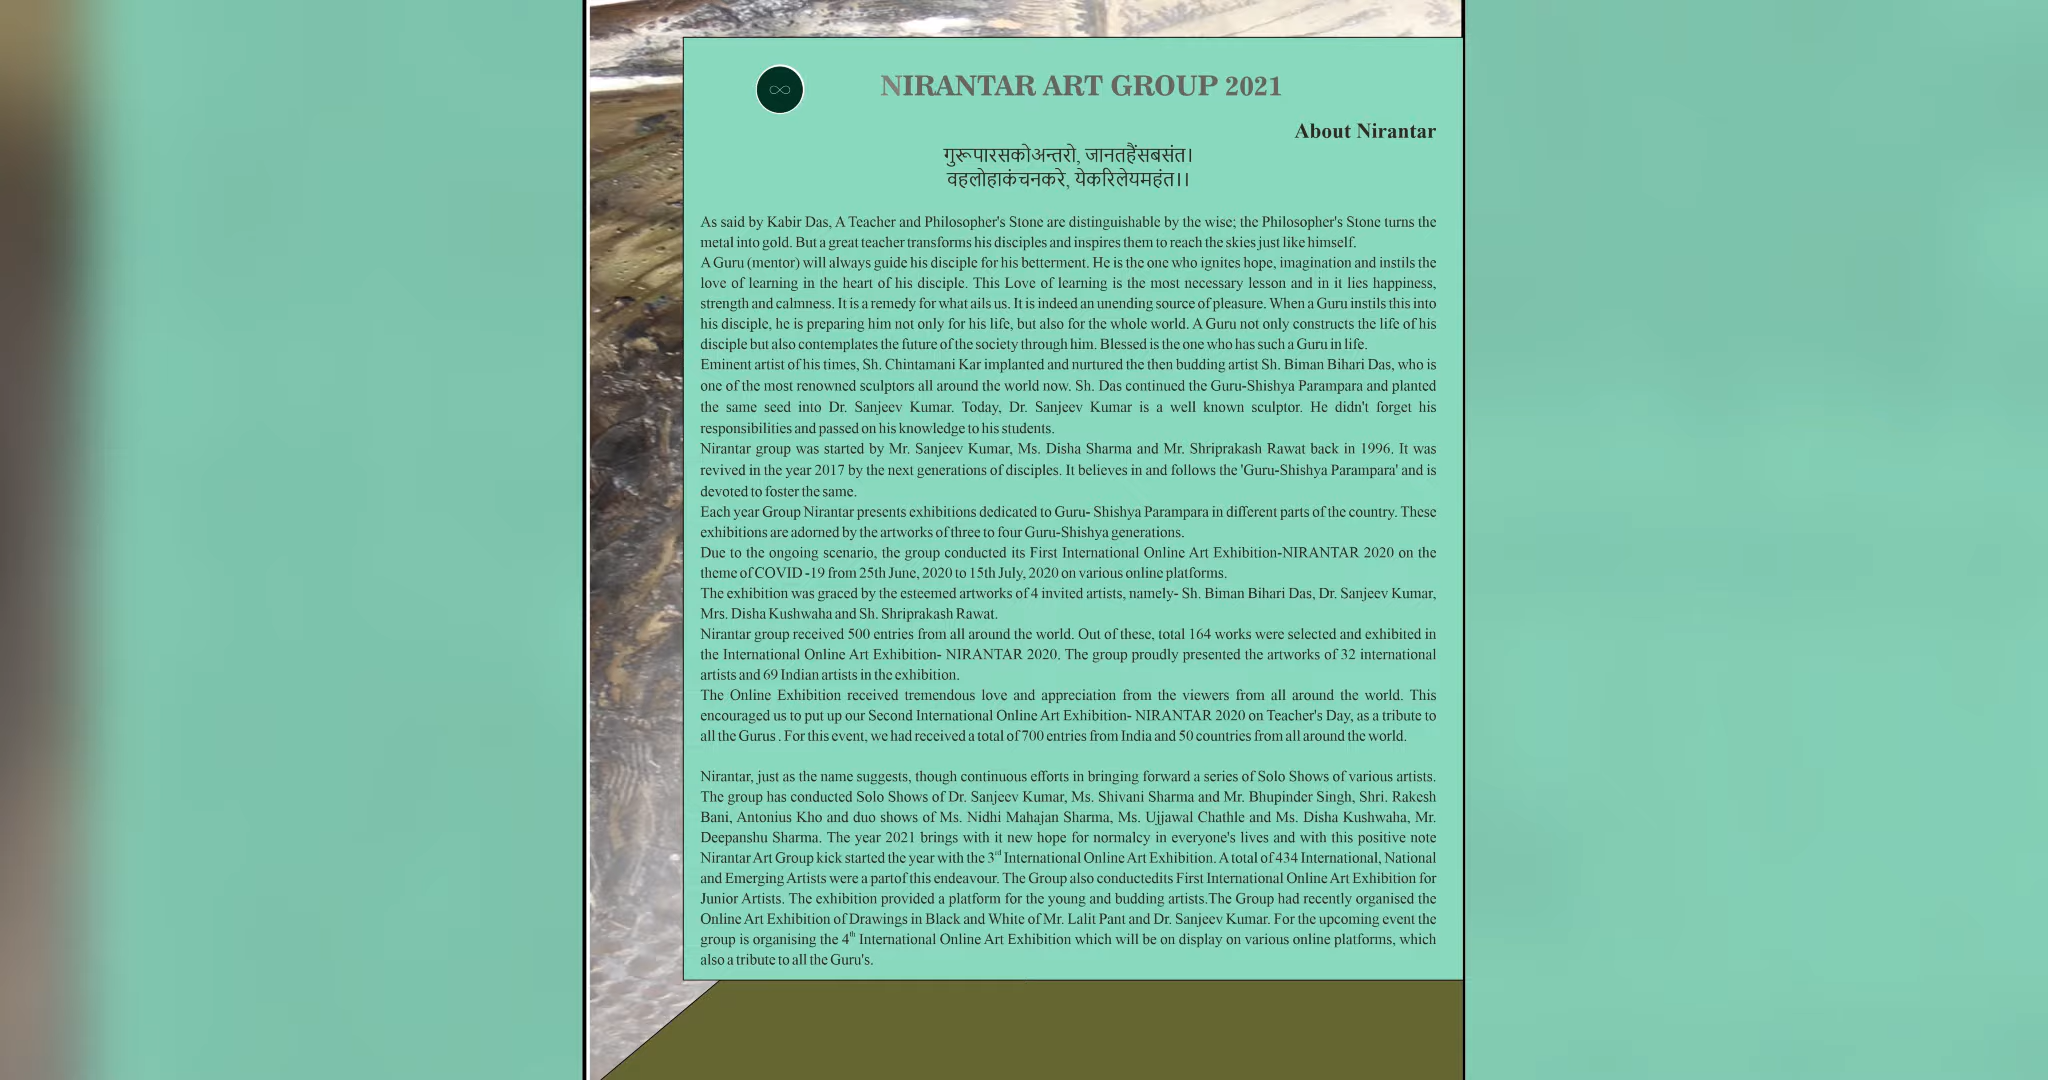 NIRANTAR ART GROUP 2021
About Nirantar
गुरूपारसकोअन्तरो, जानतहैंसबसंत।
वहलोहाकंचनकरे, येकरिलेयमहंत।।
As said by Kabir Das, A Teacher and Philosopher's Stone are distinguishable by the wise; the Philosopher's Stone turns the
metal into gold. But a great teacher transforms his disciples and inspires them to reach the skies just like himself.
A Guru (mentor) will always guide his disciple for his betterment. He is the one who ignites hope, imagination and instils the
love of learning in the heart of his disciple. This Love of learning is the most necessary lesson and in it lies happiness,
strength and calmness. It is a remedy for what ails us. It is indeed an unending source of pleasure. When a Guru instils this into
his disciple, he is preparing him not only for his life, but also for the whole world. A Guru not only constructs the life of his
disciple but also contemplates the future of the society through him. Blessed is the one who has such a Guru in life.
Eminent artist of his times, Sh. Chintamani Kar implanted and nurtured the then budding artist Sh. Biman Bihari Das, who is
one of the most renowned sculptors all around the world now. Sh. Das continued the Guru-Shishya Parampara and planted
the same seed into Dr. Sanjeev Kumar. Today, Dr. Sanjeev Kumar is a well known sculptor. He didn't forget his
responsibilities and passed on his knowledge to his students.
Nirantar group was started by Mr. Sanjeev Kumar, Ms. Disha Sharma and Mr. Shriprakash Rawat back in 1996. It was
revived in the year 2017 by the next generations of disciples. It believes in and follows the 'Guru-Shishya Parampara' and is
devoted to foster the same.
Each year Group Nirantar presents exhibitions dedicated to Guru- Shishya Parampara in different parts of the country. These
exhibitions are adorned by the artworks of three to four Guru-Shishya generations.
Due to the ongoing scenario, the group conducted its First International Online Art Exhibition-NIRANTAR 2020 on the
theme of COVID -19 from 25th June, 2020 to 15th July, 2020 on various online platforms.
The exhibition was graced by the esteemed artworks of 4 invited artists, namely- Sh. Biman Bihari Das, Dr. Sanjeev Kumar,
Mrs. Disha Kushwaha and Sh. Shriprakash Rawat.
Nirantar group received 500 entries from all around the world. Out of these, total 164 works were selected and exhibited in
the International Online Art Exhibition- NIRANTAR 2020. The group proudly presented the artworks of 32 international
artists and 69 Indian artists in the exhibition.
The Online Exhibition received tremendous love and appreciation from the viewers from all around the world. This
encouraged us to put up our Second International Online Art Exhibition- NIRANTAR 2020 on Teacher's Day, as a tribute to
all the Gurus . For this event, we had received a total of 700 entries from India and 50 countries from all around the world.
Nirantar, just as the name suggests, though continuous efforts in bringing forward a series of Solo Shows of various artists.
The group has conducted Solo Shows of Dr. Sanjeev Kumar, Ms. Shivani Sharma and Mr. Bhupinder Singh, Shri. Rakesh
Bani, Antonius Kho and duo shows of Ms. Nidhi Mahajan Sharma, Ms. Ujjawal Chathle and Ms. Disha Kushwaha, Mr.
Deepanshu Sharma. The year 2021 brings with it new hope for normalcy in everyone's lives and with this positive note
Nirantar Art Group kick started the year with the 3rd International Online Art Exhibition. A total of 434 International, National
and Emerging Artists were a partof this endeavour. The Group also conductedits First International Online Art Exhibition for
Junior Artists. The exhibition provided a platform for the young and budding artists.The Group had recently organised the
Online Art Exhibition of Drawings in Black and White of Mr. Lalit Pant and Dr. Sanjeev Kumar. For the upcoming event the
group is organising the 4th International Online Art Exhibition which will be on display on various online platforms, which
also a tribute to all the Guru's.